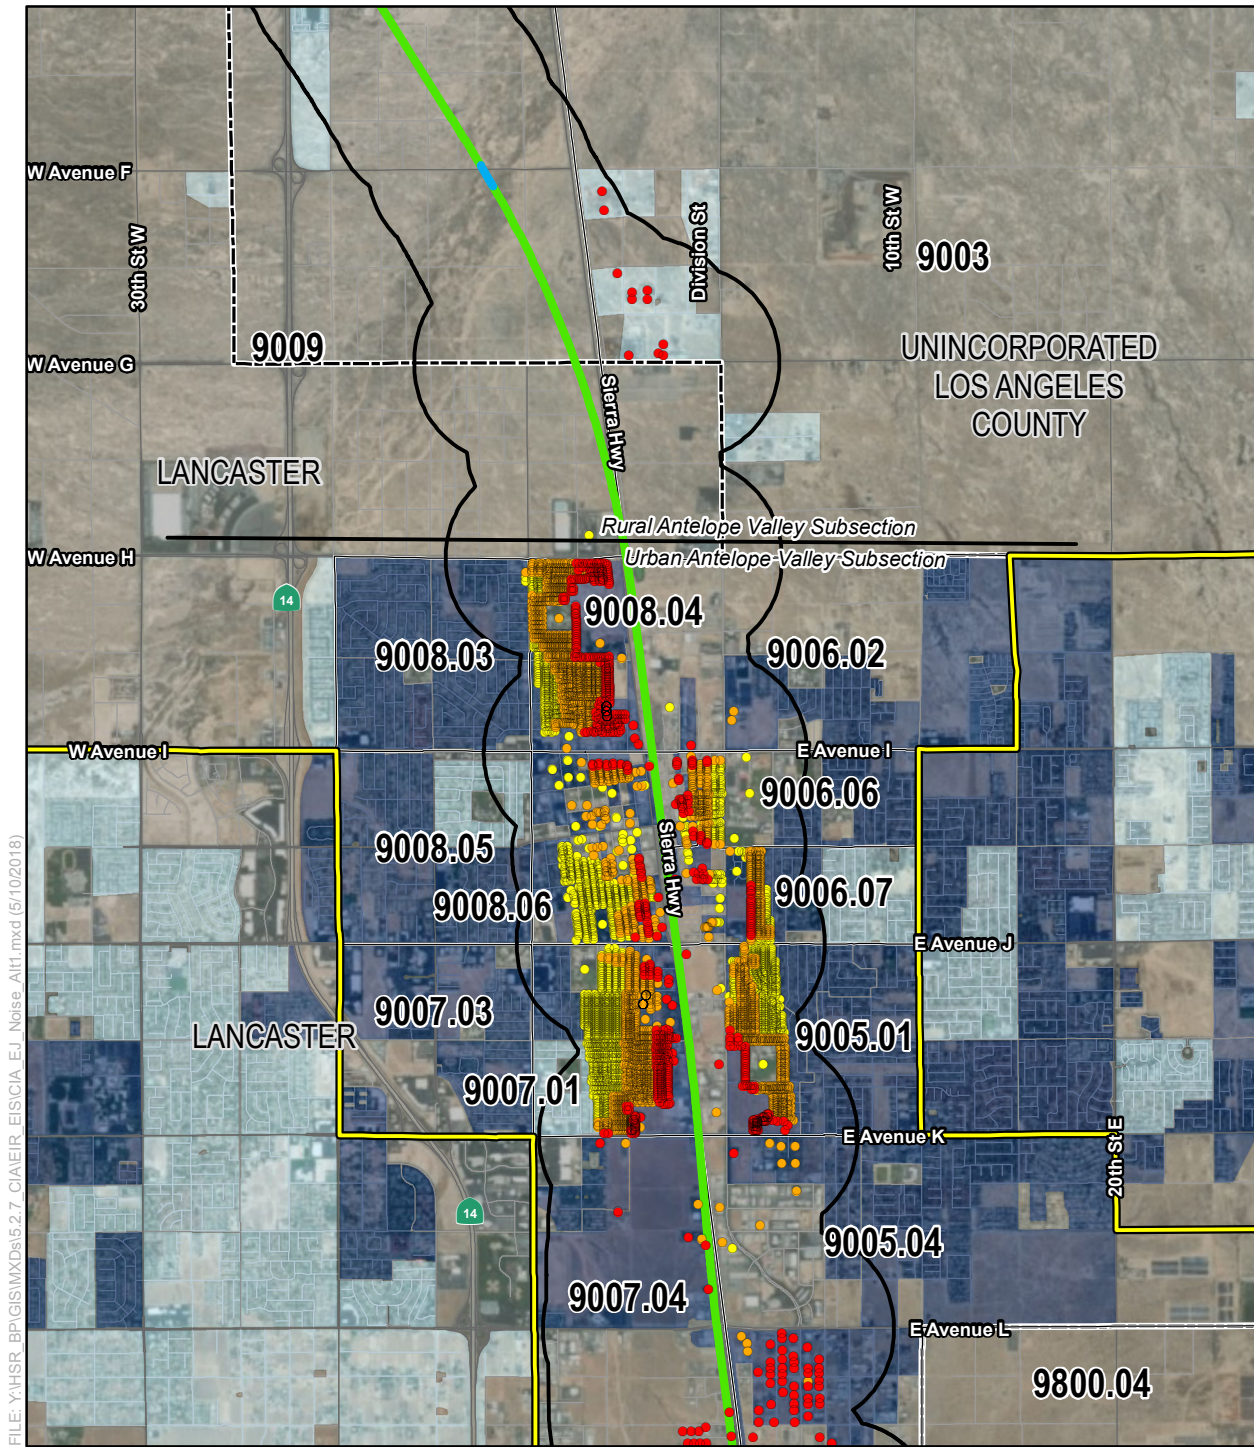 W Avenue F
30th St W
Division St
10th St W
9003
9009
W Avenue G
UNINCORPORATED
LOS ANGELES
COUNTY
Sierra Hwy
LANCASTER
Rural Antelope Valley Subsection
W Avenue H
Urban Antelope Valley Subsection
14
9008.04
9008.03
9006.02
W Avenue I
E Avenue I
9006.06
9008.05
Sierra Hwy
9008.06
9006.07
E Avenue J
9007.03
LANCASTER
9005.01
9007.01
E Avenue K
20th St E
14
9005.04
9007.04
E Avenue L
9800.04
FILE: Y:\HSR_BP\GIS\MXDs\5.2.7_CIA\EIR_EIS\CIA_EJ_Noise_Alt1.mxd (5/10/2018)